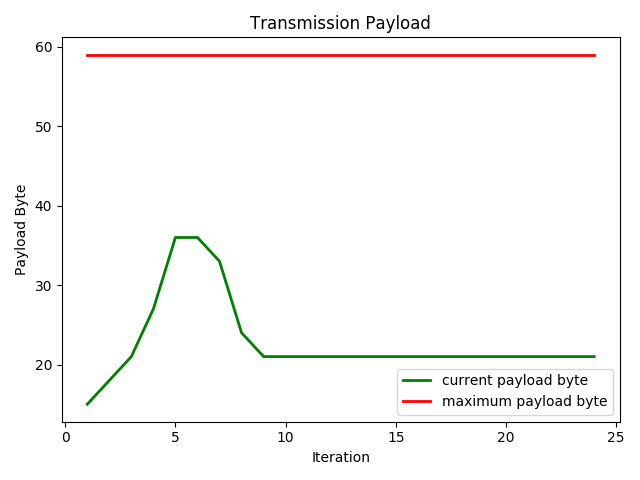 Transmission Payload
60
50
40
30
20
Payload Byte
current payload byte
maximum payload byte
0 5 10 15 20 25
Iteration